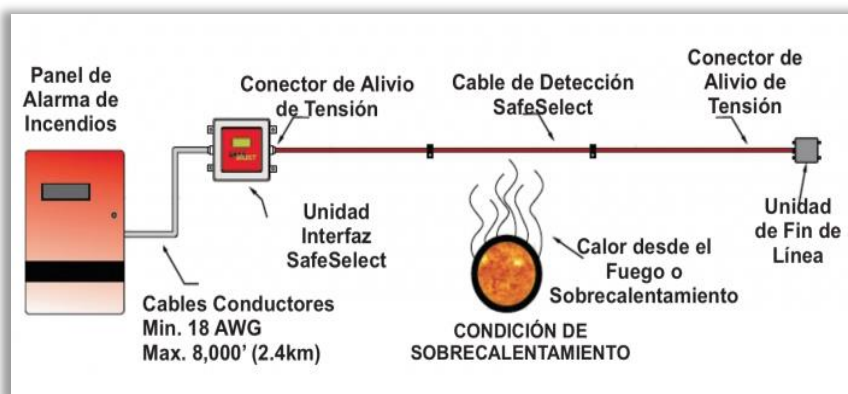 Panel de
Alarma de
Incendios
Conector de Alivio
de Tensión
Cable de Detección
SafeSelect
Conector de
Alivio de
Tensión
SELECT
Unidad
Interfaz
SafeSelect
Calor desde el
Fuego o
Sobrecalentamiento
Unidad
de Fin de
Línea
Cables Conductores
Min. 18 AWG
Max. 8,000' (2.4km)
CONDICIÓN DE
SOBRECALENTAMIENTO